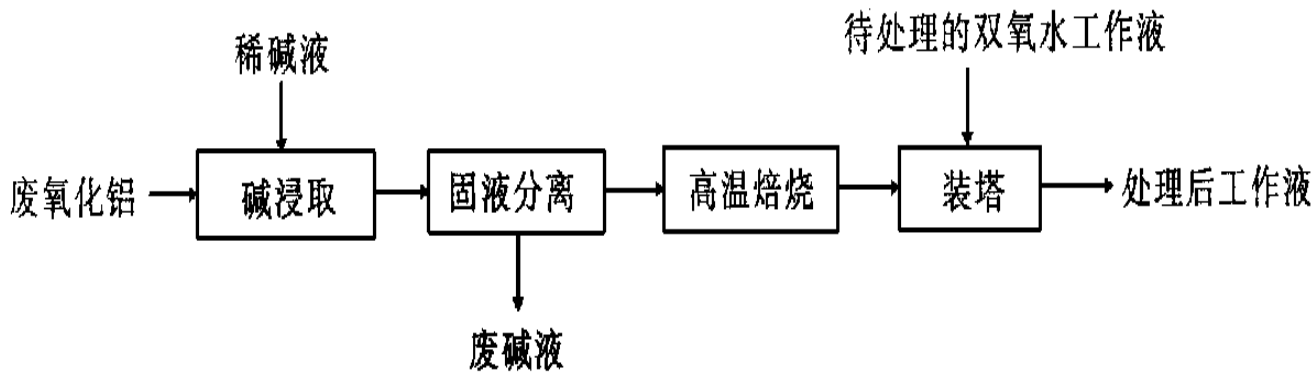 稀碱液
待处理的双氧水工作液
废氧化铝
碱浸取
固液分离
高温焙烧
装塔
处理后工作液
废碱液